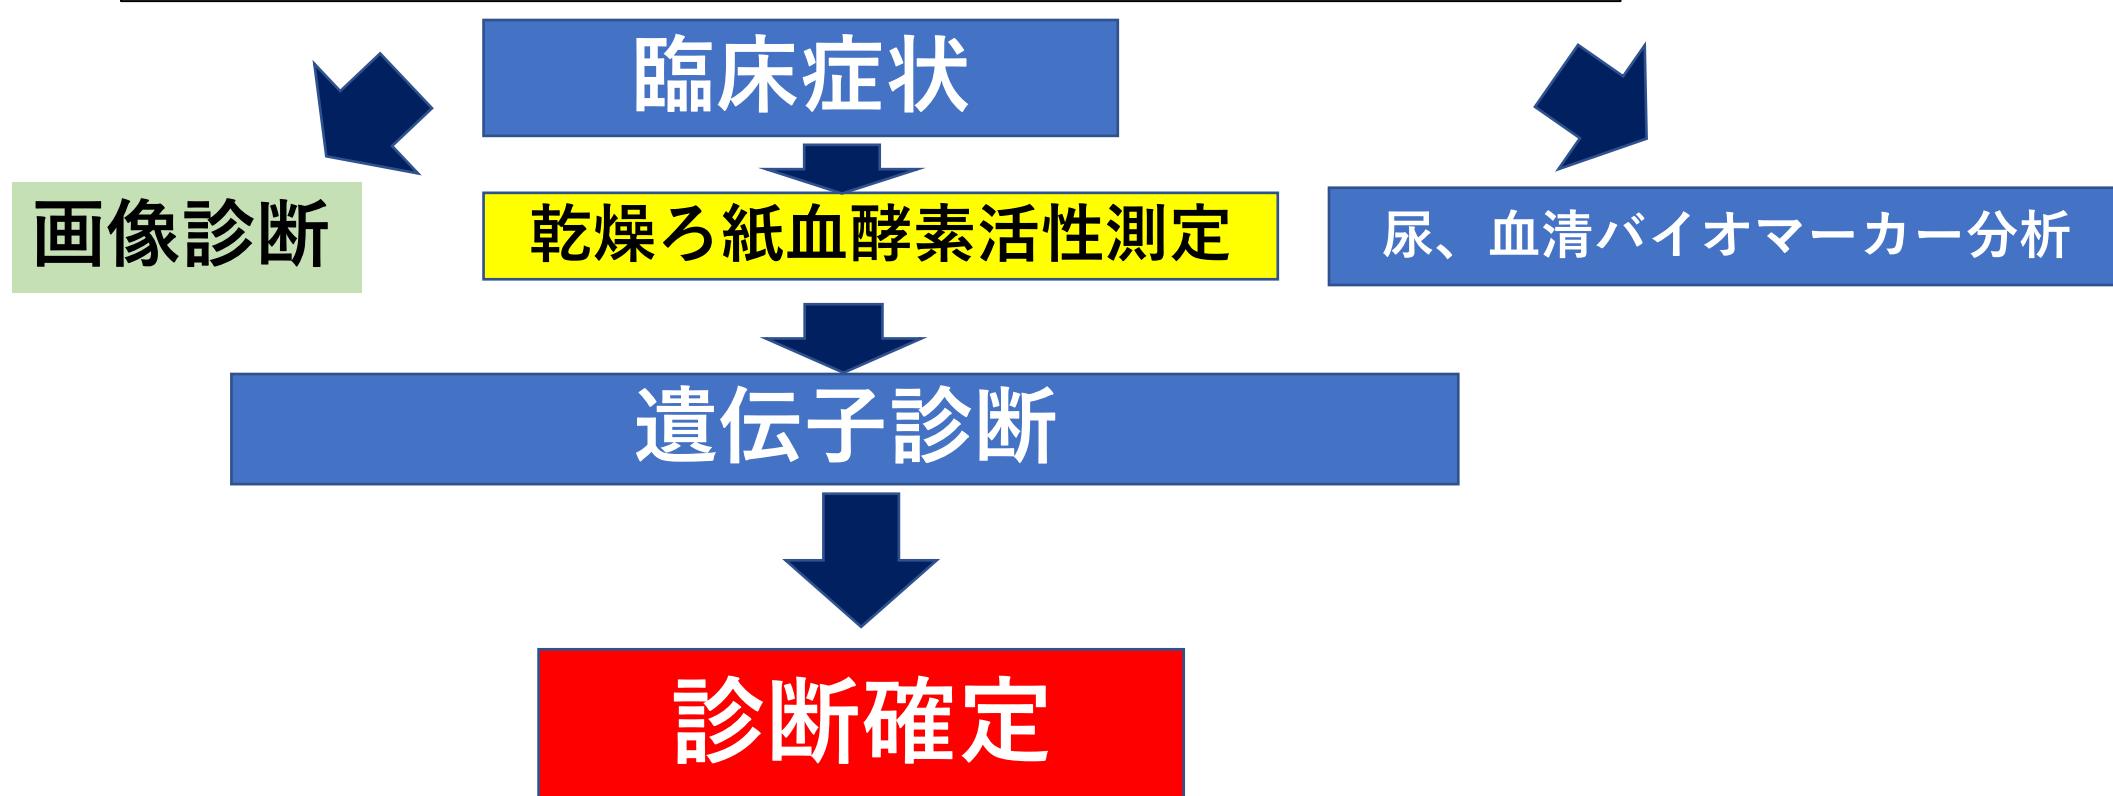 臨床症状
画像診断
乾燥ろ紙血酵素活性測定
尿、血清バイオマーカー分析
遺伝子診断
診断確定